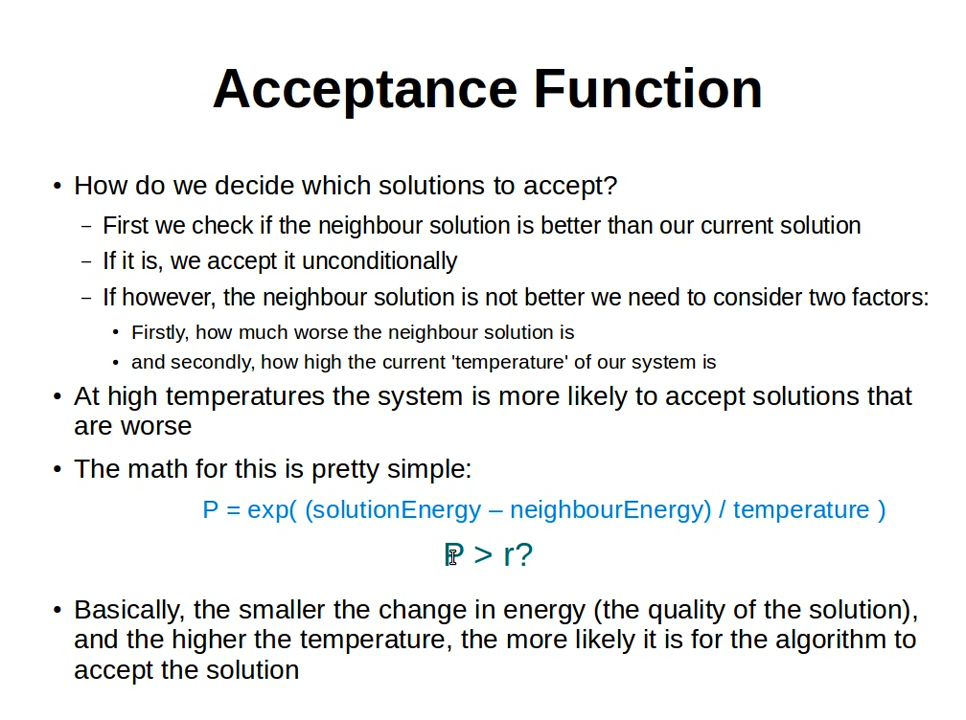 Acceptance Function
• How do we decide which solutions to accept?
– First we check if the neighbour solution is better than our current solution
– If it is, we accept it unconditionally
– If however, the neighbour solution is not better we need to consider two factors:
• Firstly, how much worse the neighbour solution is
• and secondly, how high the current 'temperature' of our system is
• At high temperatures the system is more likely to accept solutions that
are worse
• The math for this is pretty simple:
P = exp( (solutionEnergy – neighbourEnergy) / temperature )
P > r?
• Basically, the smaller the change in energy (the quality of the solution),
and the higher the temperature, the more likely it is for the algorithm to
accept the solution